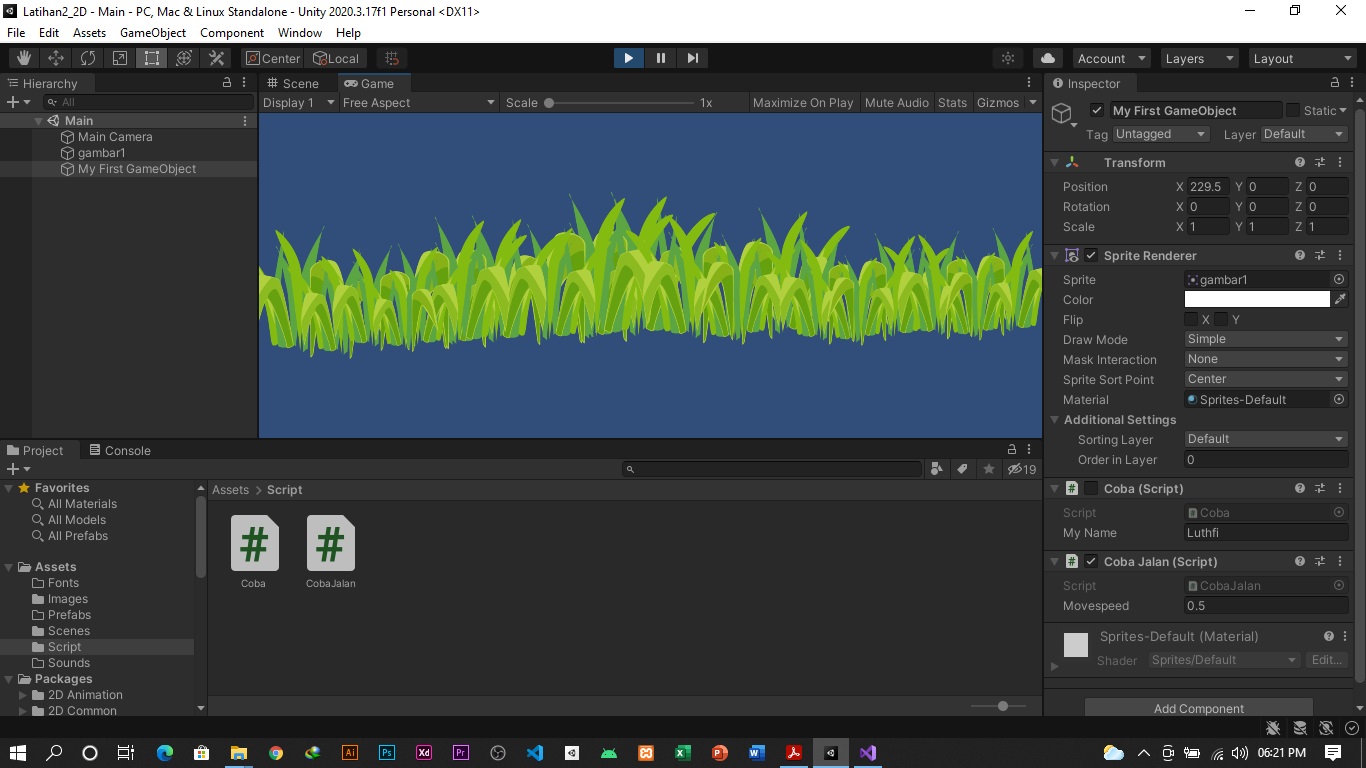 Latihan2_2D - Main - PC, Mac & Linux Standalone - Unity 2020.3.17f1 Personal <DX11>
File Edit Assets GameObject Component Window Help
Center Local Account Layers Layout
Hierarchy
All
Main
Main Camera
gambar1
My First GameObject
Scene Game
Display 1 Free Aspect Scale 1x Maximize On Play Mute Audio Stats Gizmos
Inspector
My First GameObject Static
Tag Untagged Layer Default
Transform
Position X 229.5 Y 0 Z 0
Rotation X 0 Y 0 Z 0
Scale X 1 Y 1 Z 1
Sprite Renderer
Sprite gambar1
Color
Flip X Y
Draw Mode Simple
Mask Interaction None
Sprite Sort Point Center
Material Sprites-Default
Additional Settings
Sorting Layer Default
Order in Layer 0
# Coba (Script)
Script Coba
My Name Luthfi
# Coba Jalan (Script)
Script CobaJalan
Movespeed 0.5
Sprites-Default (Material)
Shader Sprites/Default Edit...
Add Component
Project Console
19
Favorites
All Materials
All Models
All Prefabs
Assets
Fonts
Images
Prefabs
Scenes
Script
Sounds
Packages
2D Animation
2D Common
Assets > Script
# #
Coba CobaJalan
Ai Ps Xd Pr X P W
06:21 PM